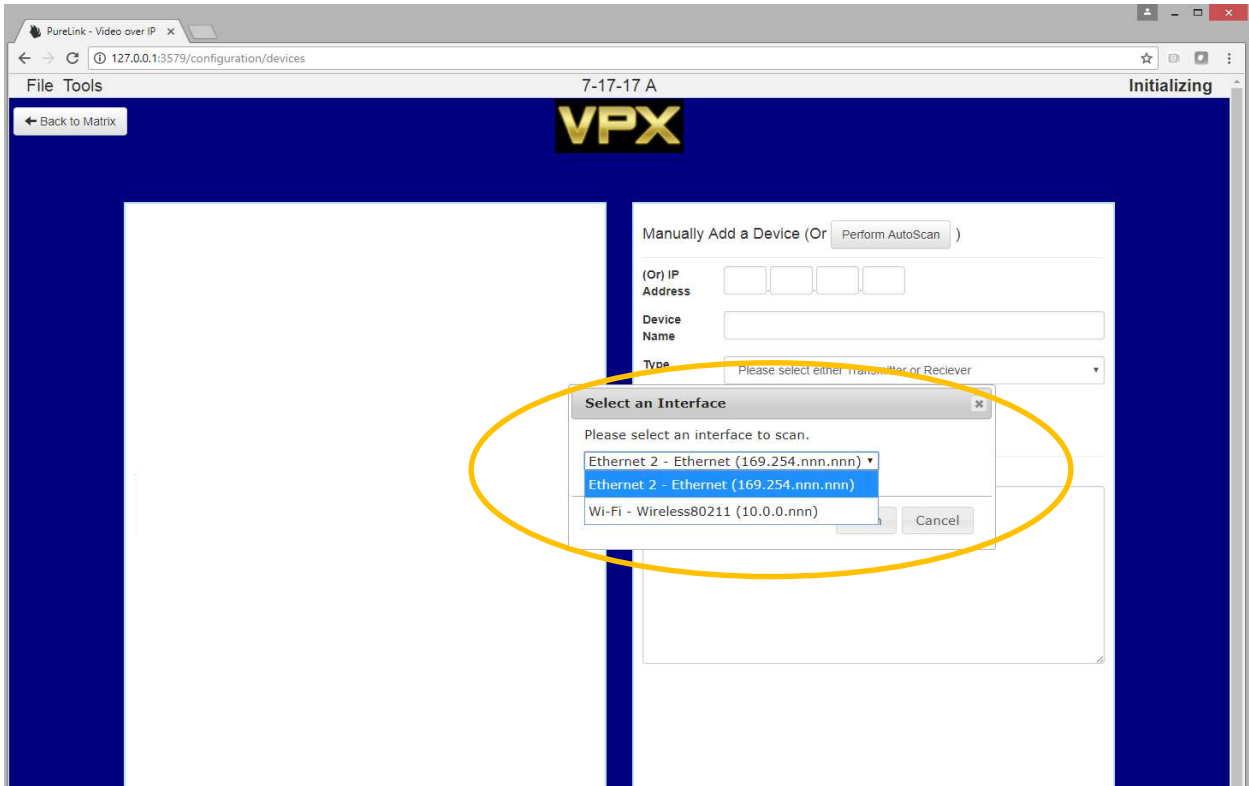 PureLink - Video over IP
127.0.0.1:3579/configuration/devices
File Tools
7-17-17 A
Initializing
Back to Matrix
VPX
Manually Add a Device (Or Perform AutoScan )
(Or) IP
Address
. . .
Device
Name
Type
Please select either Transmitter or Reciever
Select an Interface
Please select an interface to scan.
Ethernet 2 - Ethernet (169.254.nnn.nnn)
Ethernet 2 - Ethernet (169.254.nnn.nnn)
Wi-Fi - Wireless80211 (10.0.0.nnn)
Cancel